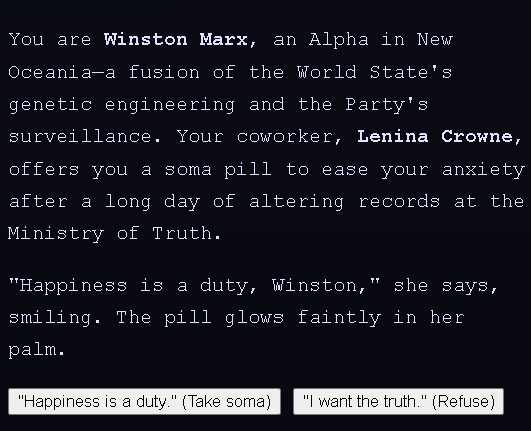 You are Winston Marx, an Alpha in New
Oceania—a fusion of the World State's
genetic engineering and the Party's
surveillance. Your coworker, Lenina Crowne,
offers you a soma pill to ease your anxiety
after a long day of altering records at the
Ministry of Truth.
"Happiness is a duty, Winston," she says,
smiling. The pill glows faintly in her
palm.
"Happiness is a duty." (Take soma) "I want the truth." (Refuse)